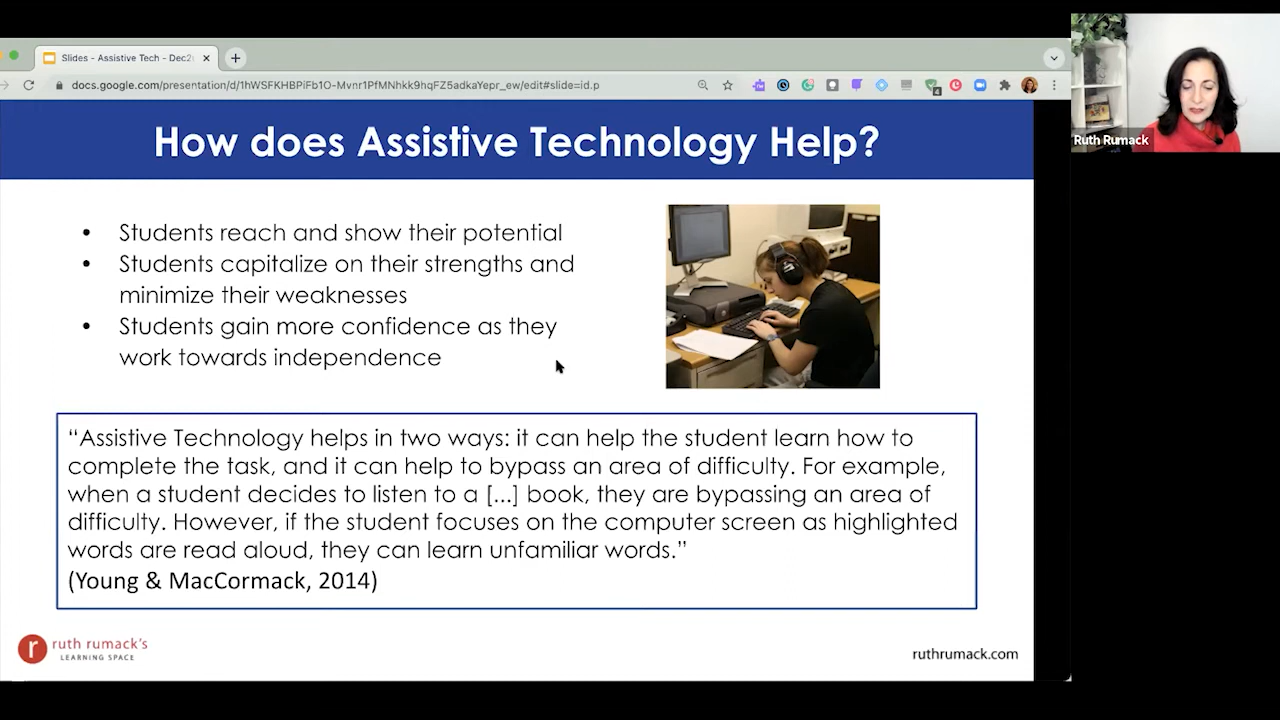 Slides - Assistive Tech - Dec2
docs.google.com/presentation/d/1hWSFKHBPiFb1O-Mvnr1PfMNhkk9hqFZ5adkaYepr_ew/edit#slide=id.p
4
How does Assistive Technology Help?
Ruth Rumack
• Students reach and show their potential
• Students capitalize on their strengths and
minimize their weaknesses
• Students gain more confidence as they
work towards independence
“Assistive Technology helps in two ways: it can help the student learn how to
complete the task, and it can help to bypass an area of difficulty. For example,
when a student decides to listen to a [...] book, they are bypassing an area of
difficulty. However, if the student focuses on the computer screen as highlighted
words are read aloud, they can learn unfamiliar words.”
(Young & MacCormack, 2014)
r
ruth rumack's
LEARNING SPACE
ruthrumack.com